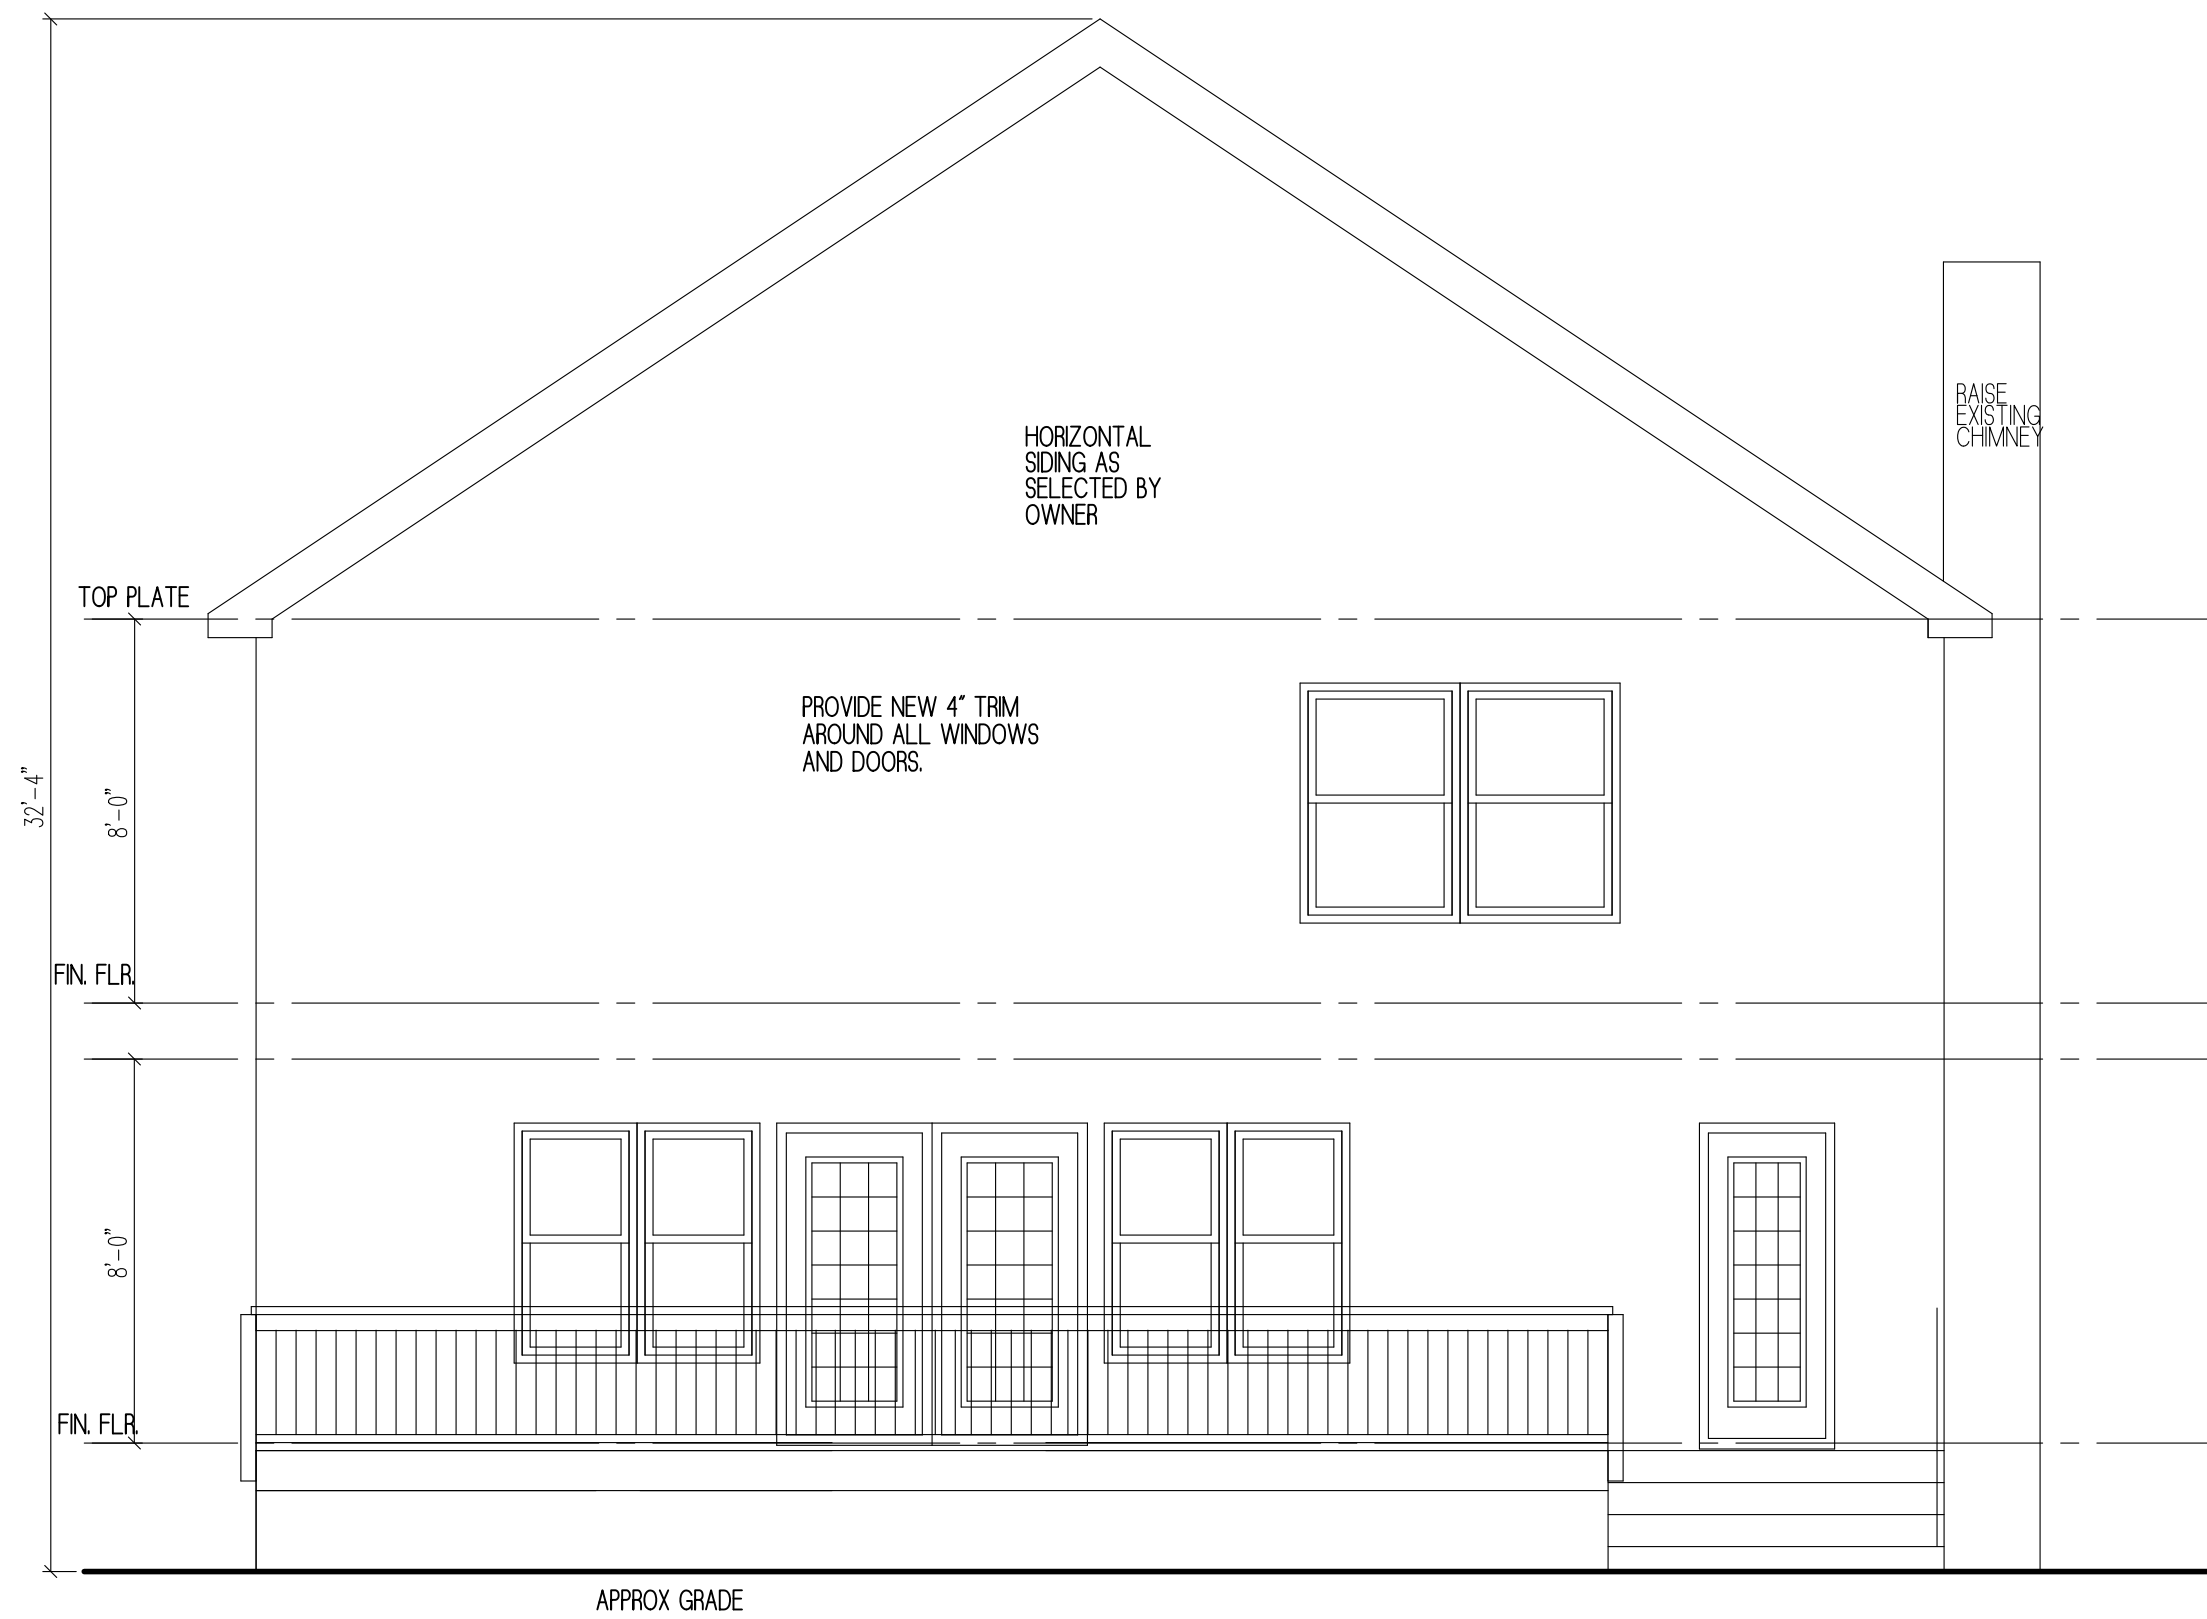 RAISE
EXISTING
CHIMNEY
HORIZONTAL
SIDING AS
SELECTED BY
OWNER
TOP PLATE
PROVIDE NEW 4" TRIM
AROUND ALL WINDOWS
AND DOORS.
32'-4"
8'-0"
FIN. FLR.
8'-0"
FIN. FLR.
APPROX GRADE